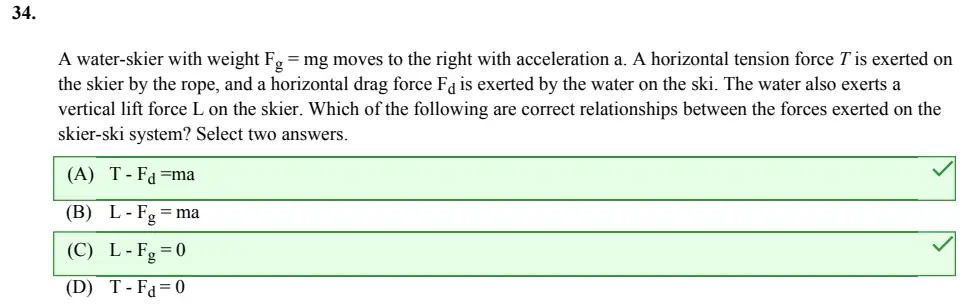 34.
A water-skier with weight Fg = mg moves to the right with acceleration a. A horizontal tension force T is exerted on
the skier by the rope, and a horizontal drag force Fd is exerted by the water on the ski. The water also exerts a
vertical lift force L on the skier. Which of the following are correct relationships between the forces exerted on the
skier-ski system? Select two answers.
(A) T - Fd =ma
(B) L - Fg = ma
(C) L - Fg = 0
(D) T - Fd = 0